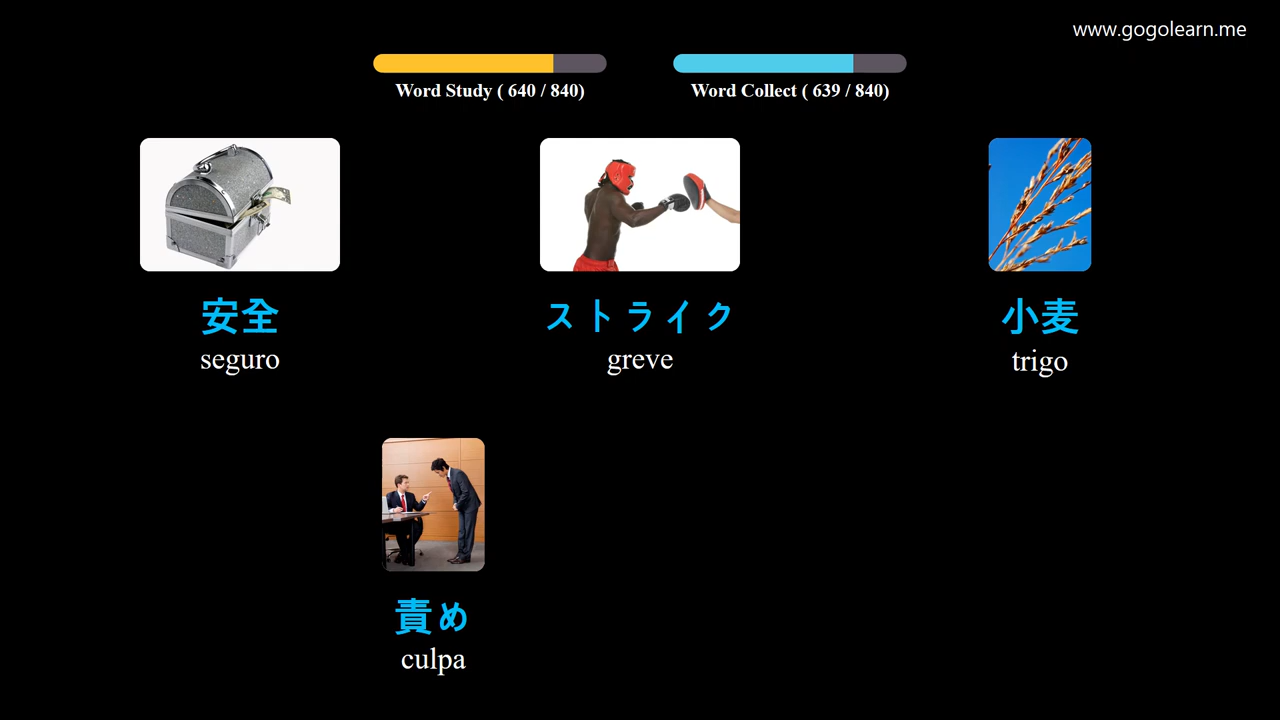 www.gogolearn.me
Word Study ( 640 / 840)
Word Collect ( 639 / 840)
安全
seguro
ストライク
greve
小麦
trigo
責め
culpa